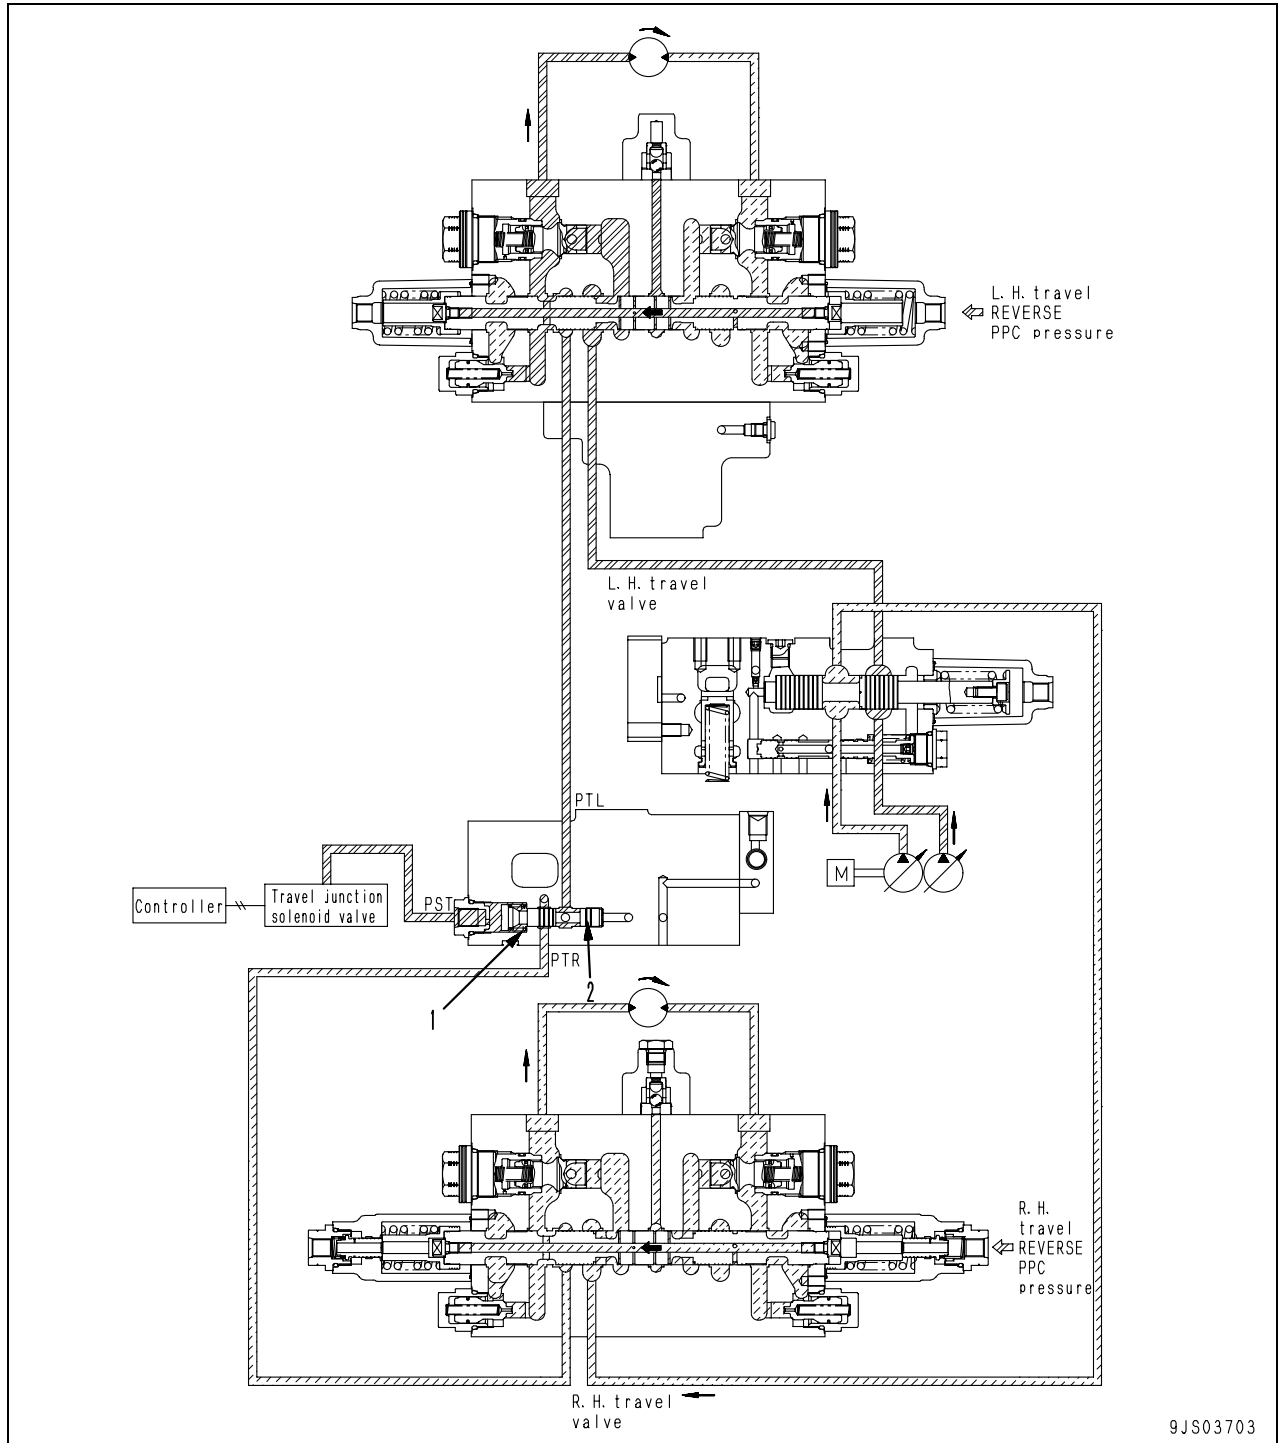 L.H. travel
REVERSE
PPC pressure
L.H. travel
valve
PTL
M
Controller
Travel junction
solenoid valve
PST
PTR
1
2
R.H.
travel
REVERSE
PPC
pressure
R.H. travel
valve
9JS03703